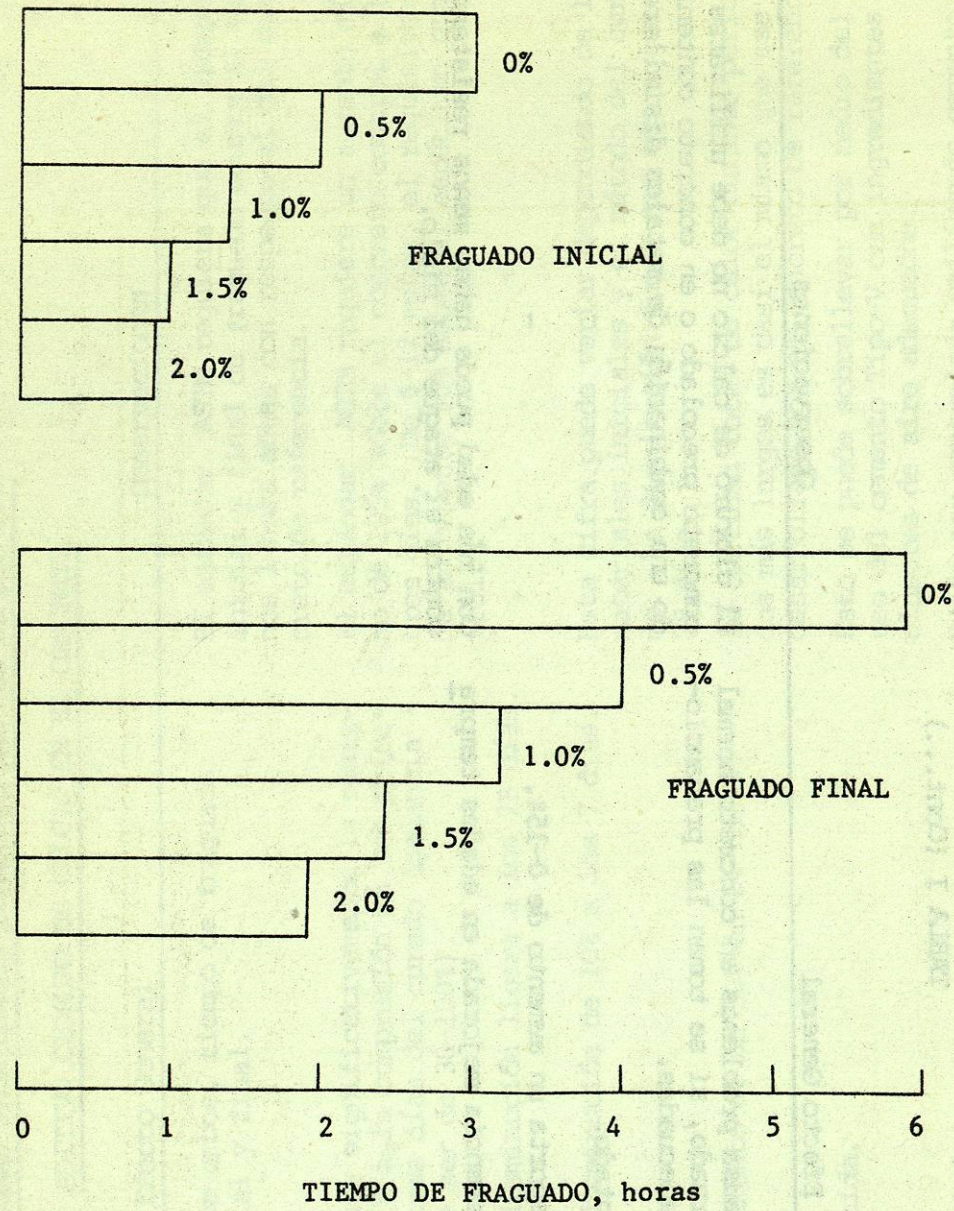 0%
0.5%
1.0%
FRAGUADO INICIAL
1.5%
2.0%
0%
0.5%
1.0%
FRAGUADO FINAL
1.5%
2.0%
0 1 2 3 4 5 6
TIEMPO DE FRAGUADO, horas